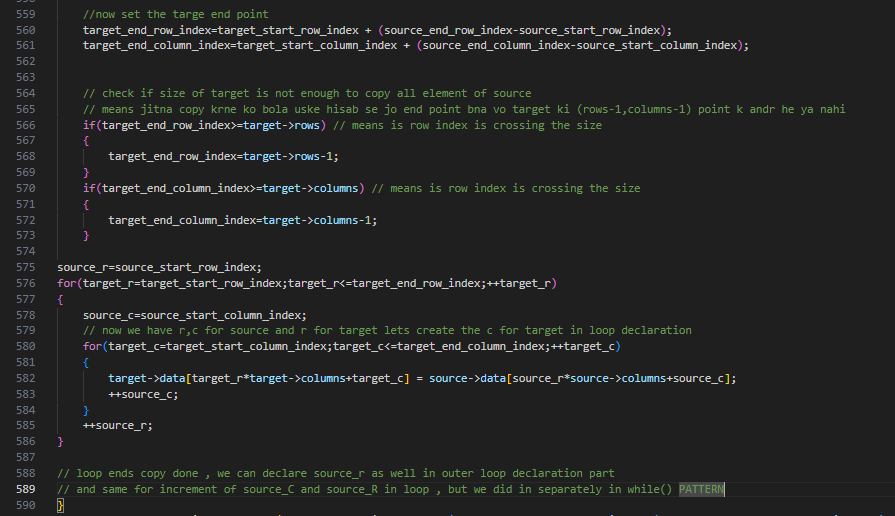 559 //now set the targe end point
560 target_end_row_index=target_start_row_index + (source_end_row_index-source_start_row_index);
561 target_end_column_index=target_start_column_index + (source_end_column_index-source_start_column_index);
562
563
564 // check if size of target is not enough to copy all element of source
565 // means jitna copy krne ko bola uske hisab se jo end point bna vo target ki (rows-1,columns-1) point k andr he ya nahi
566 if(target_end_row_index>=target->rows) // means is row index is crossing the size
567 {
568 target_end_row_index=target->rows-1;
569 }
570 if(target_end_column_index>=target->columns) // means is row index is crossing the size
571 {
572 target_end_column_index=target->columns-1;
573 }
574
575 source_r=source_start_row_index;
576 for(target_r=target_start_row_index;target_r<=target_end_row_index;++target_r)
577 {
578 source_c=source_start_column_index;
579 // now we have r,c for source and r for target lets create the c for target in loop declaration
580 for(target_c=target_start_column_index;target_c<=target_end_column_index;++target_c)
581 {
582 target->data[target_r*target->columns+target_c] = source->data[source_r*source->columns+source_c];
583 ++source_c;
584 }
585 ++source_r;
586 }
587
588 // loop ends copy done , we can declare source_r as well in outer loop declaration part
589 // and same for increment of source_C and source_R in loop , but we did in separately in while() PATTERN
590 }